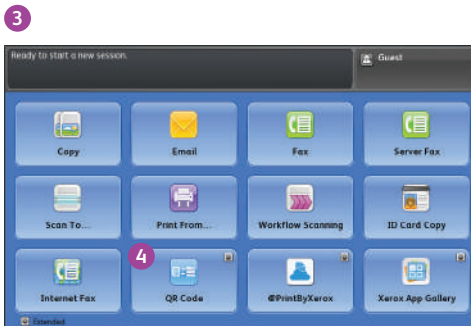 3
Ready to start a new session.
Guest
Copy
Email
Fax
Server Fax
Scan To...
Print From...
Workflow Scanning
ID Card Copy
4
Internet Fax
QR Code
@PrintByXerox
Xerox App Gallery
Extended